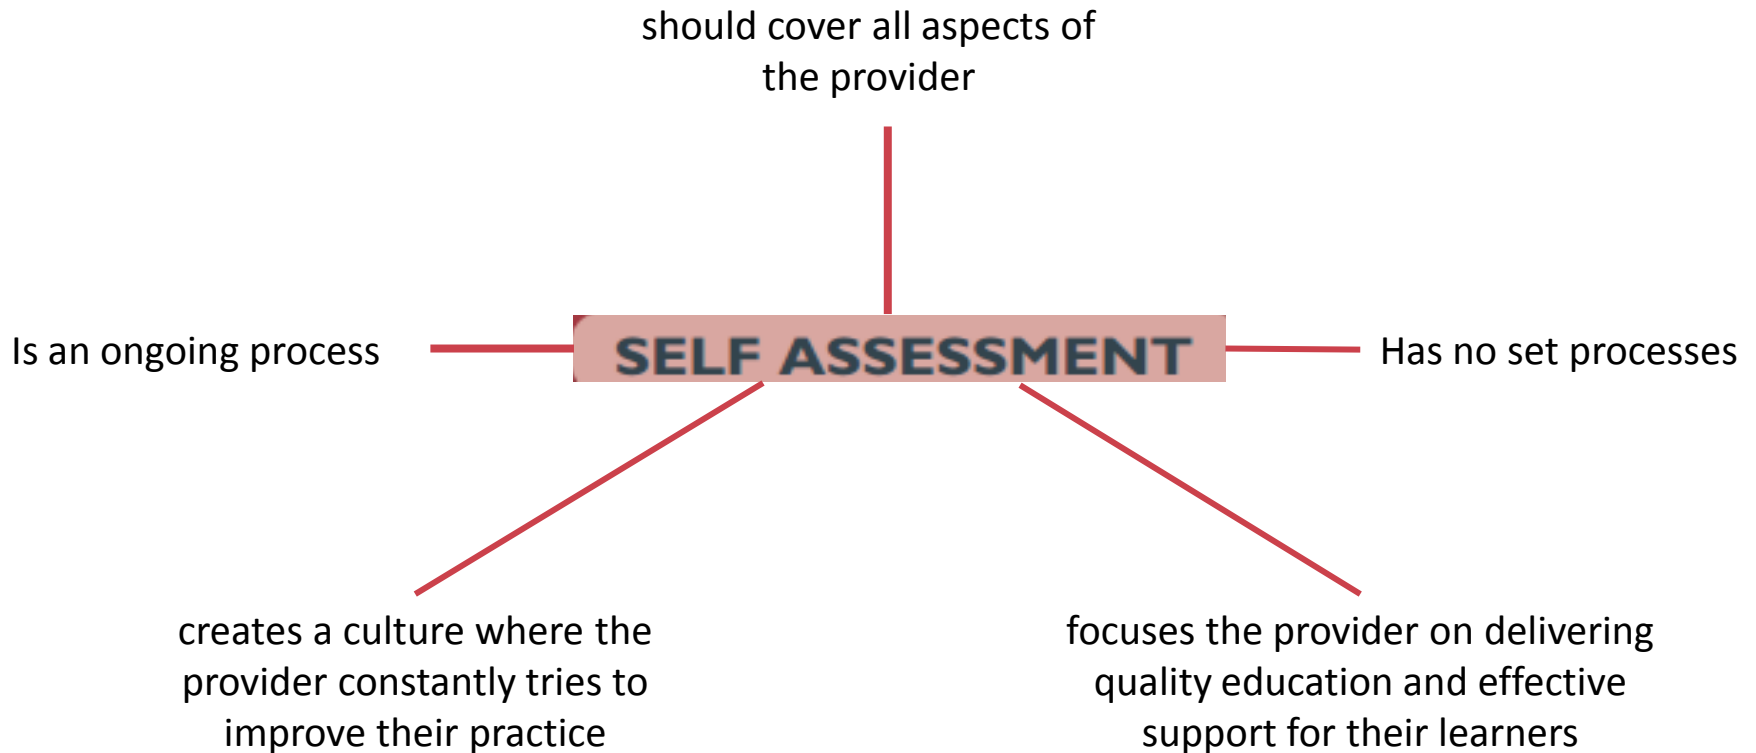 should cover all aspects of
the provider
Is an ongoing process
SELF ASSESSMENT
Has no set processes
creates a culture where the
provider constantly tries to
improve their practice
focuses the provider on delivering
quality education and effective
support for their learners